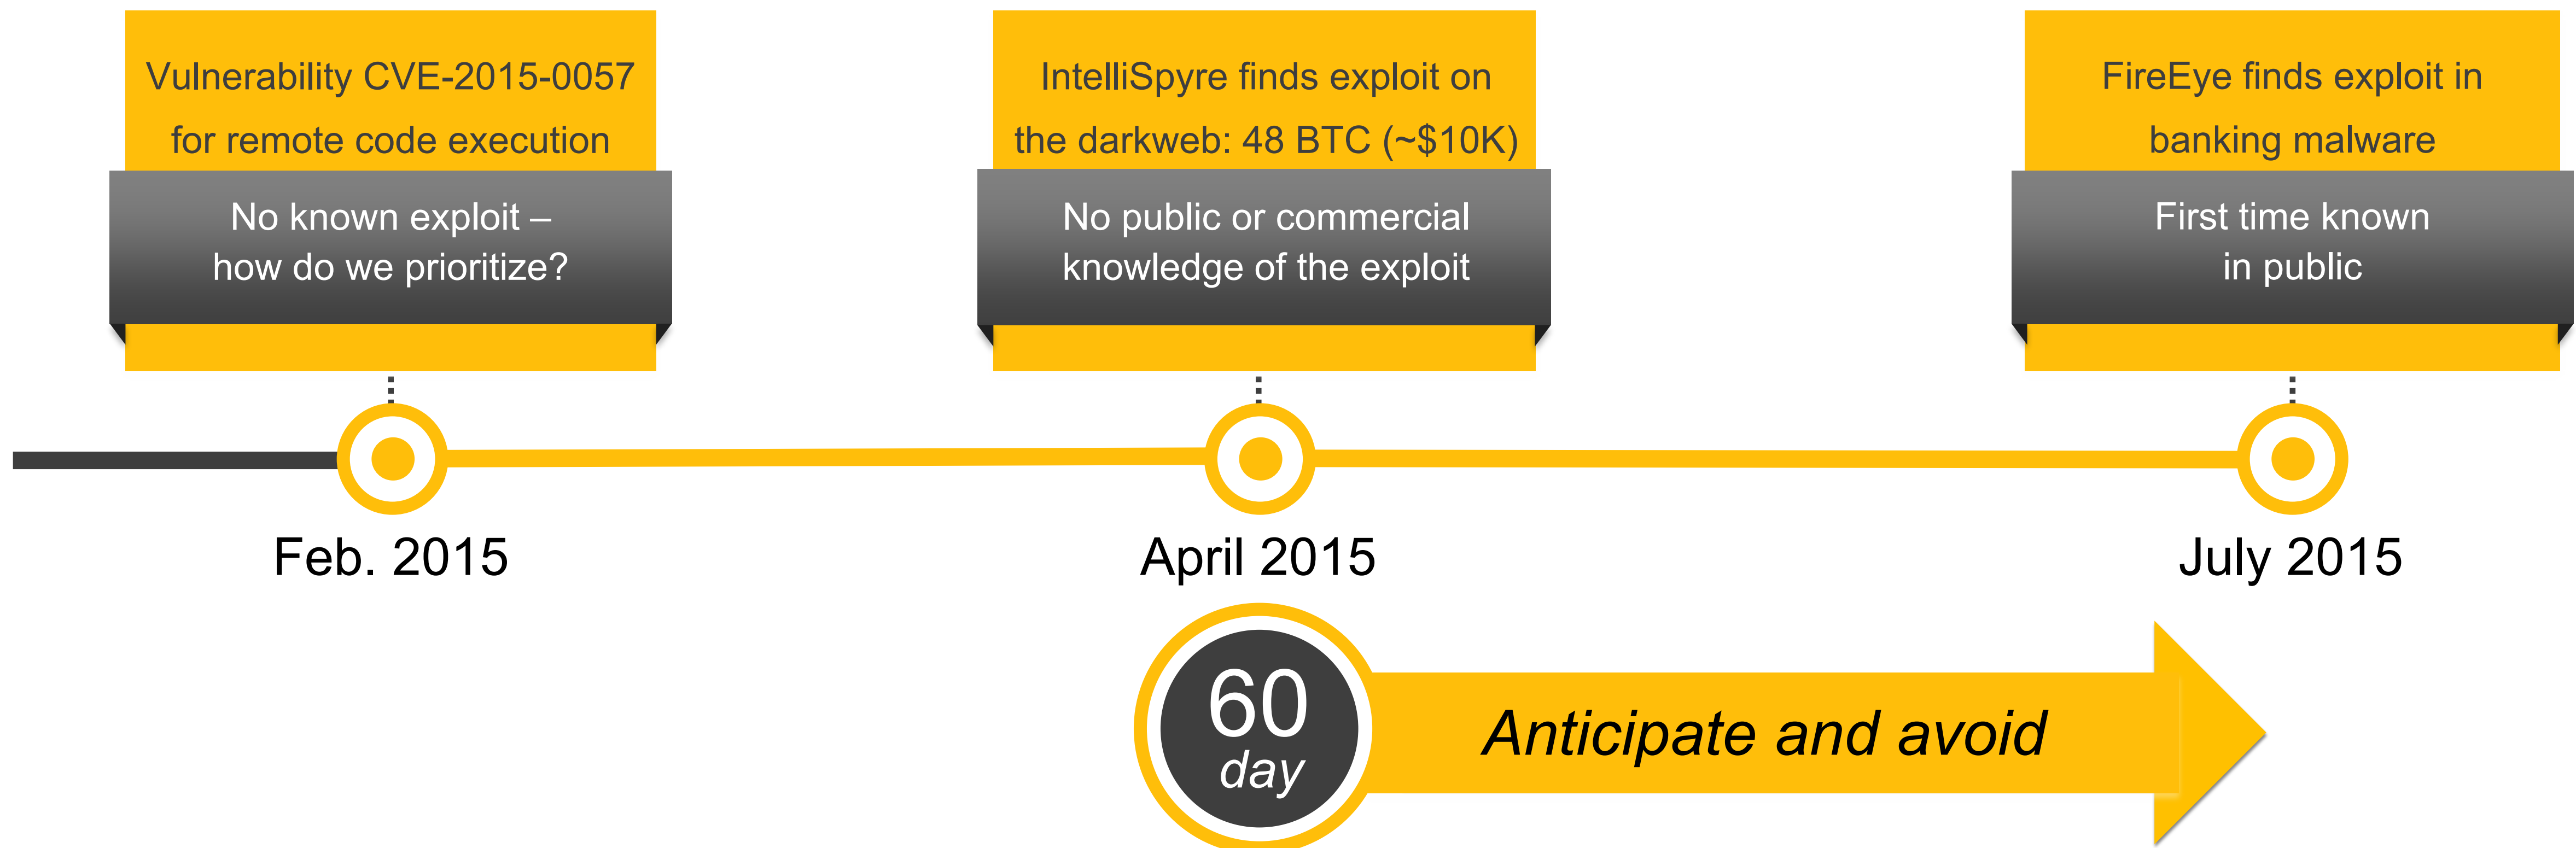 Vulnerability CVE-2015-0057
for remote code execution
No known exploit –
how do we prioritize?
IntelliSpyre finds exploit on
the darkweb: 48 BTC (~$10K)
No public or commercial
knowledge of the exploit
FireEye finds exploit in
banking malware
First time known
in public
Feb. 2015
April 2015
July 2015
60
day
Anticipate and avoid